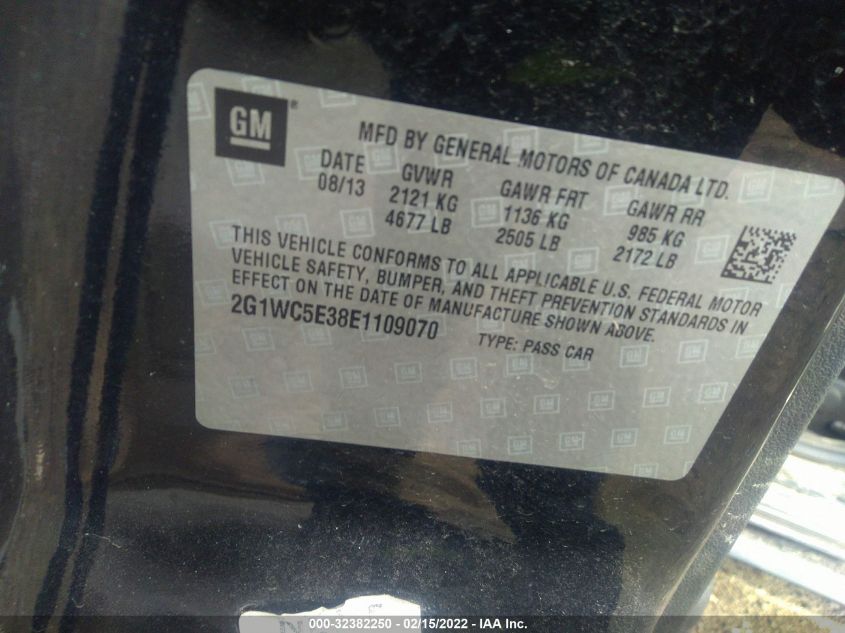 GM
MFD BY GENERAL MOTORS OF CANADA LTD.
DATE GVWR GAWR FRT GAWR RR
08/13 2121 KG 1136 KG 985 KG
4677 LB 2505 LB 2172 LB
THIS VEHICLE CONFORMS TO ALL APPLICABLE U.S. FEDERAL MOTOR
VEHICLE SAFETY, BUMPER, AND THEFT PREVENTION STANDARDS IN
EFFECT ON THE DATE OF MANUFACTURE SHOWN ABOVE.
2G1WC5E38E1109070 TYPE: PASS CAR
000-32382250 - 02/15/2022 - IAA Inc.